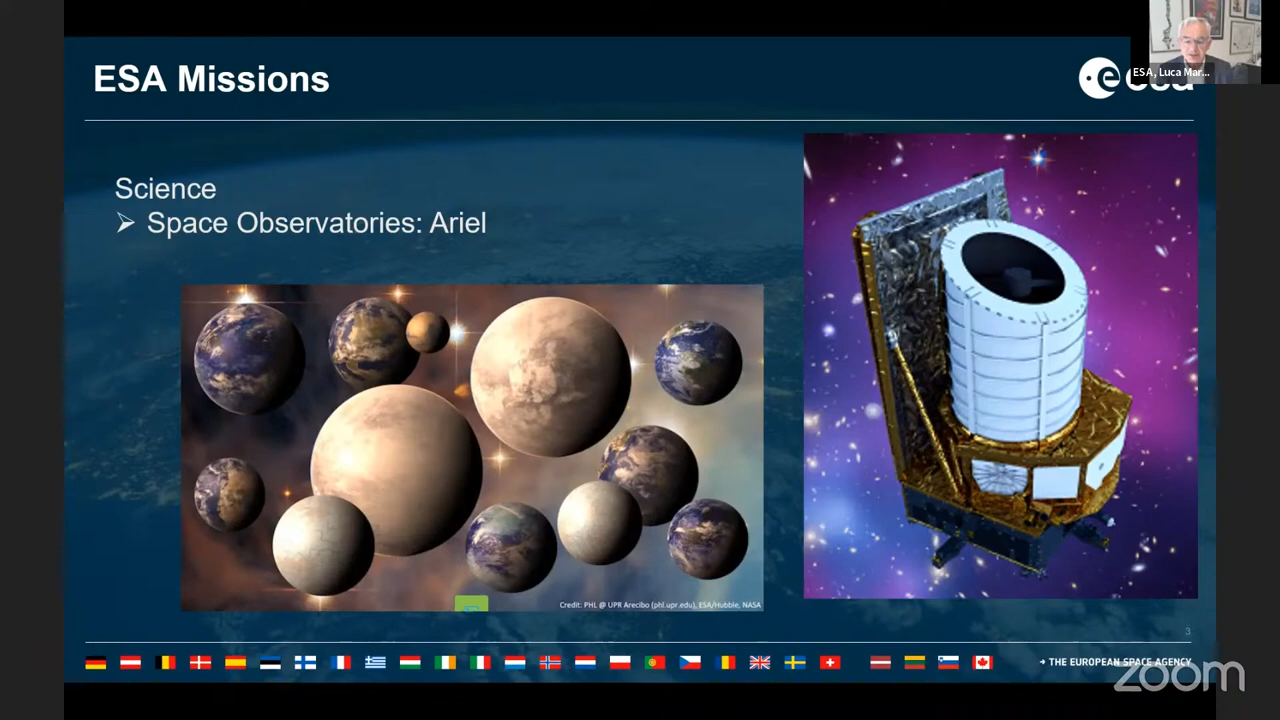 ESA Missions
esa
ESA, Luca Mar...
Science
➢ Space Observatories: Ariel
Credit: PHL @ UPR Arecibo (phl.upr.edu), ESA/Hubble, NASA
3
→ THE EUROPEAN SPACE AGENCY
zoom